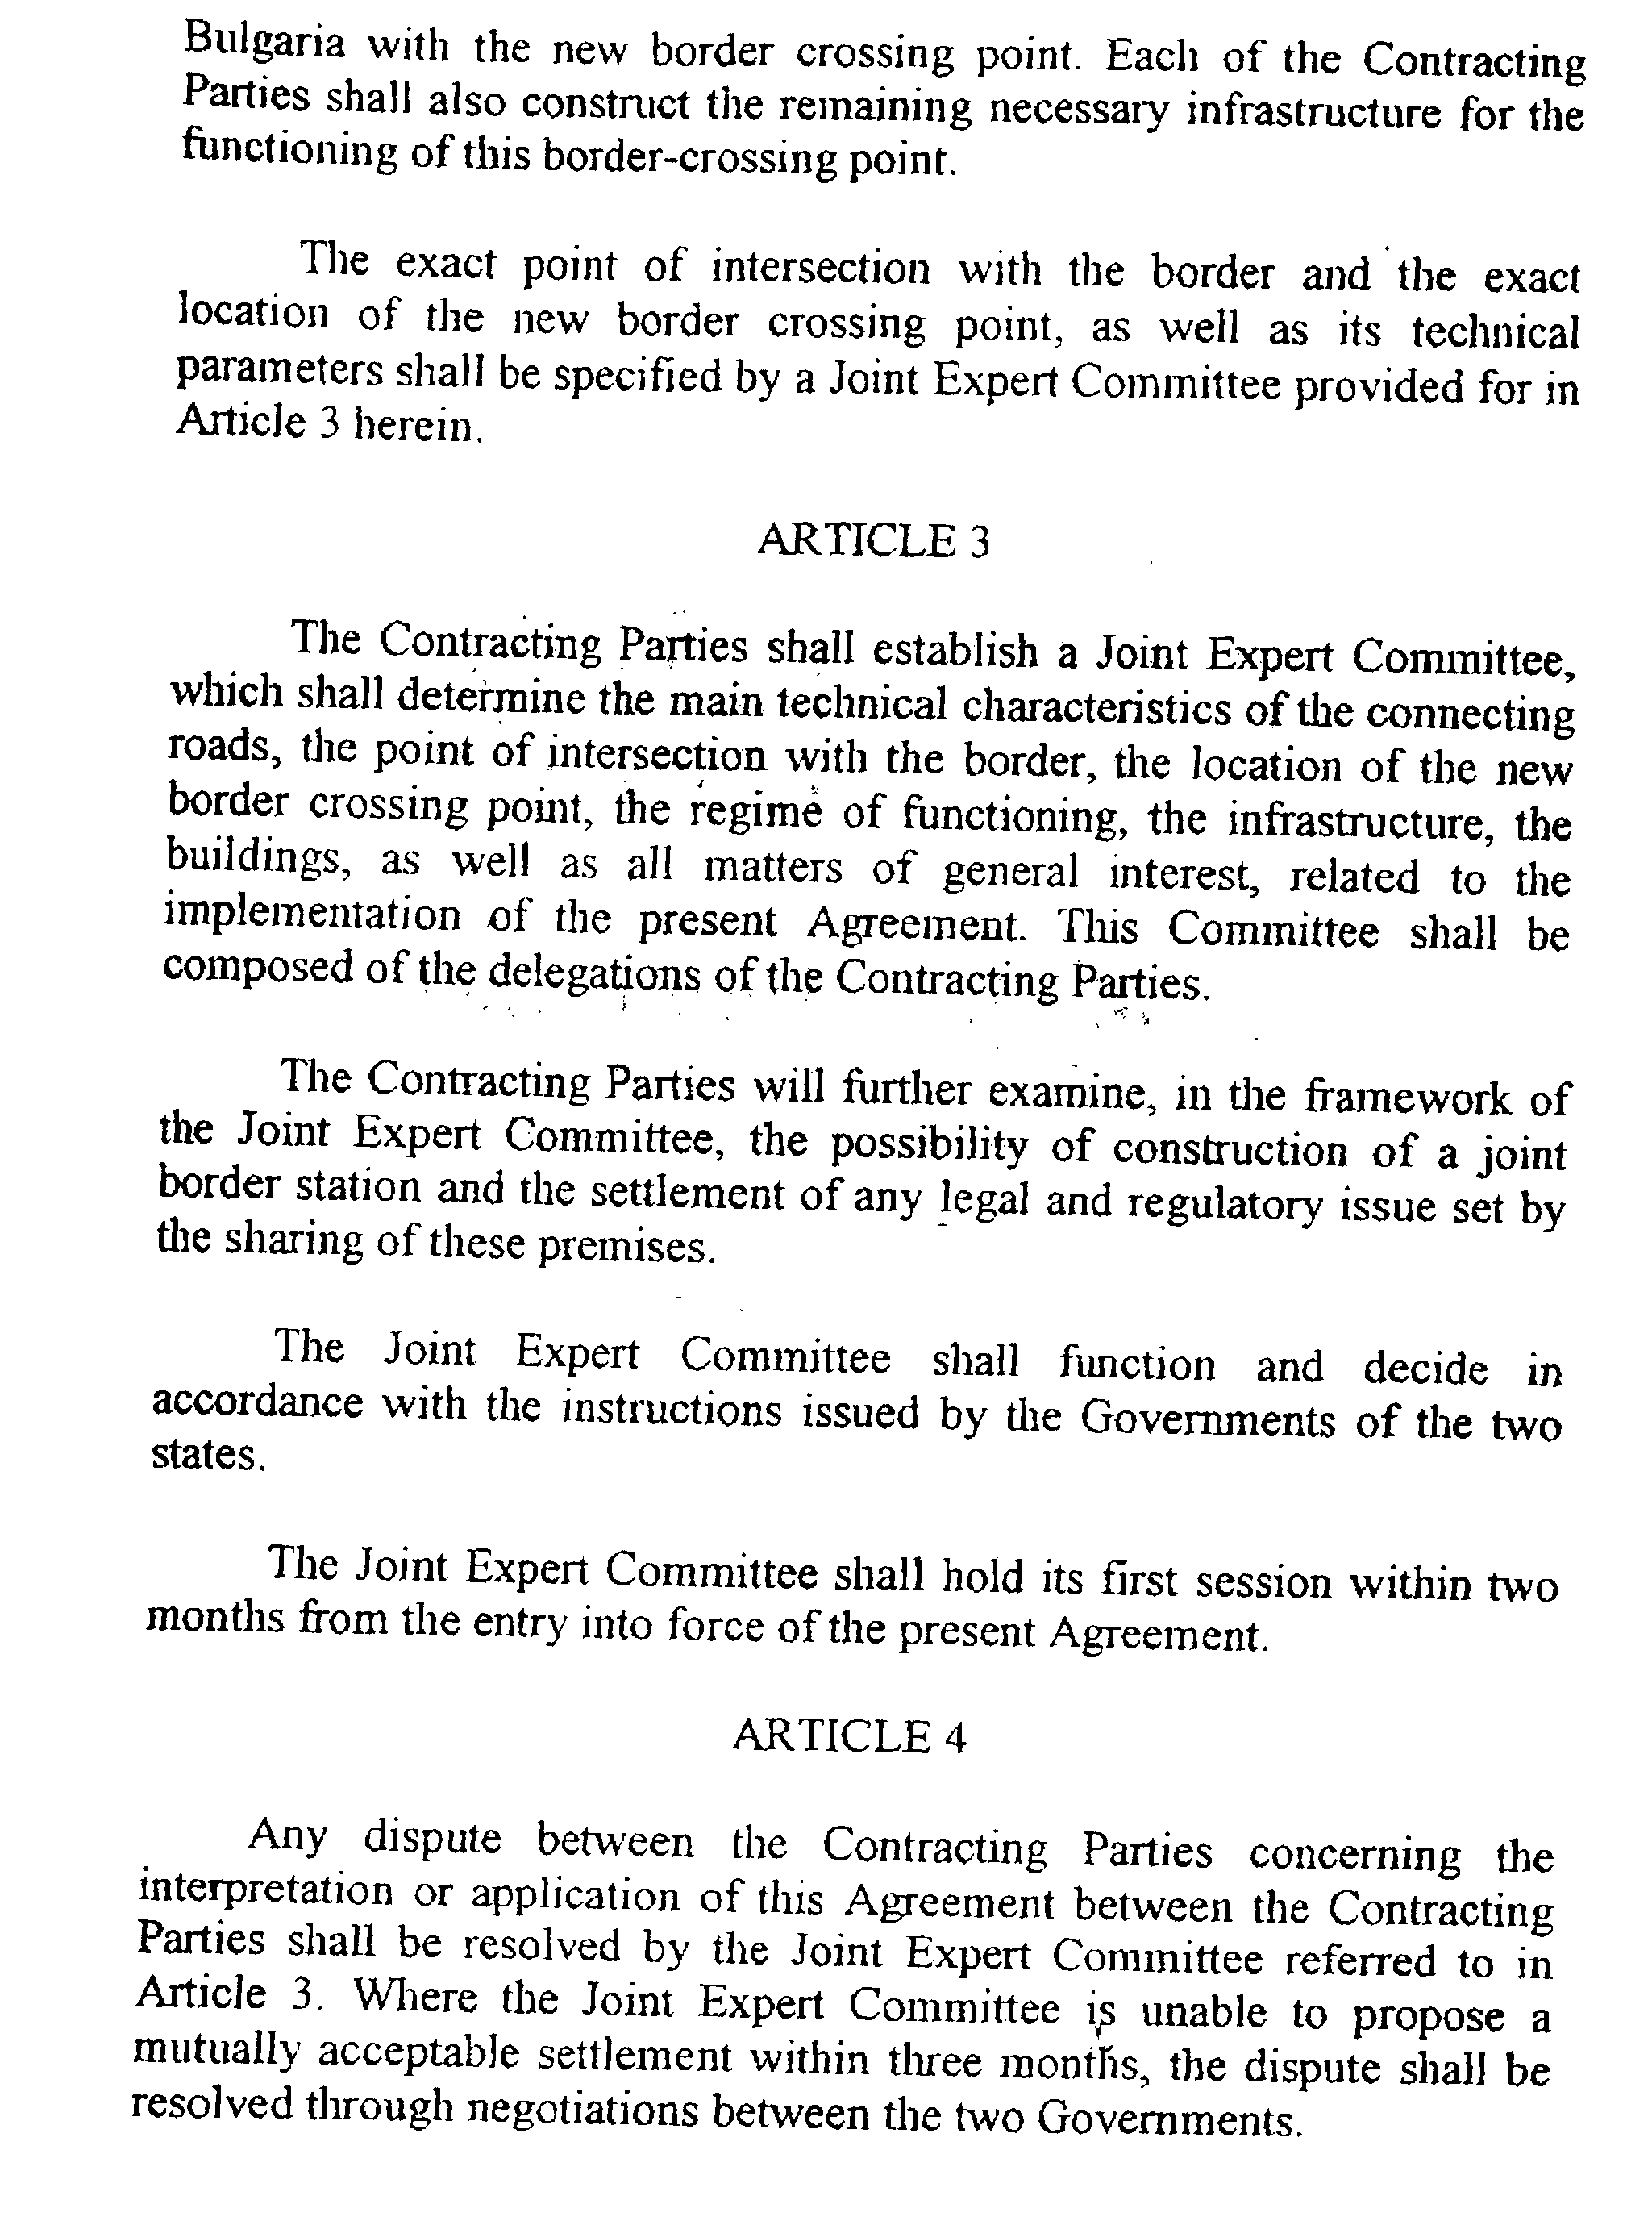 Bulgaria with the new border crossing point. Each of the Contracting
Parties shall also construct the remaining necessary infrastructure for the
functioning of this border-crossing point.
The exact point of intersection with the border and the exact
location of the new border crossing point, as well as its technical
parameters shall be specified by a Joint Expert Committee provided for in
Article 3 herein.
ARTICLE 3
The Contracting Parties shall establish a Joint Expert Committee,
which shall determine the main technical characteristics of the connecting
roads, the point of intersection with the border, the location of the new
border crossing point, the regime of functioning, the infrastructure, the
buildings, as well as all matters of general interest, related to the
implementation of the present Agreement. This Committee shall be
composed of the delegations of the Contracting Parties.
The Contracting Parties will further examine, in the framework of
the Joint Expert Committee, the possibility of construction of a joint
border station and the settlement of any legal and regulatory issue set by
the sharing of these premises.
The Joint Expert Committee shall function and decide in
accordance with the instructions issued by the Governments of the two
states.
The Joint Expert Committee shall hold its first session within two
months from the entry into force of the present Agreement.
ARTICLE 4
Any dispute between the Contracting Parties concerning the
interpretation or application of this Agreement between the Contracting
Parties shall be resolved by the Joint Expert Committee referred to in
Article 3. Where the Joint Expert Committee is unable to propose a
mutually acceptable settlement within three months, the dispute shall be
resolved through negotiations between the two Governments.